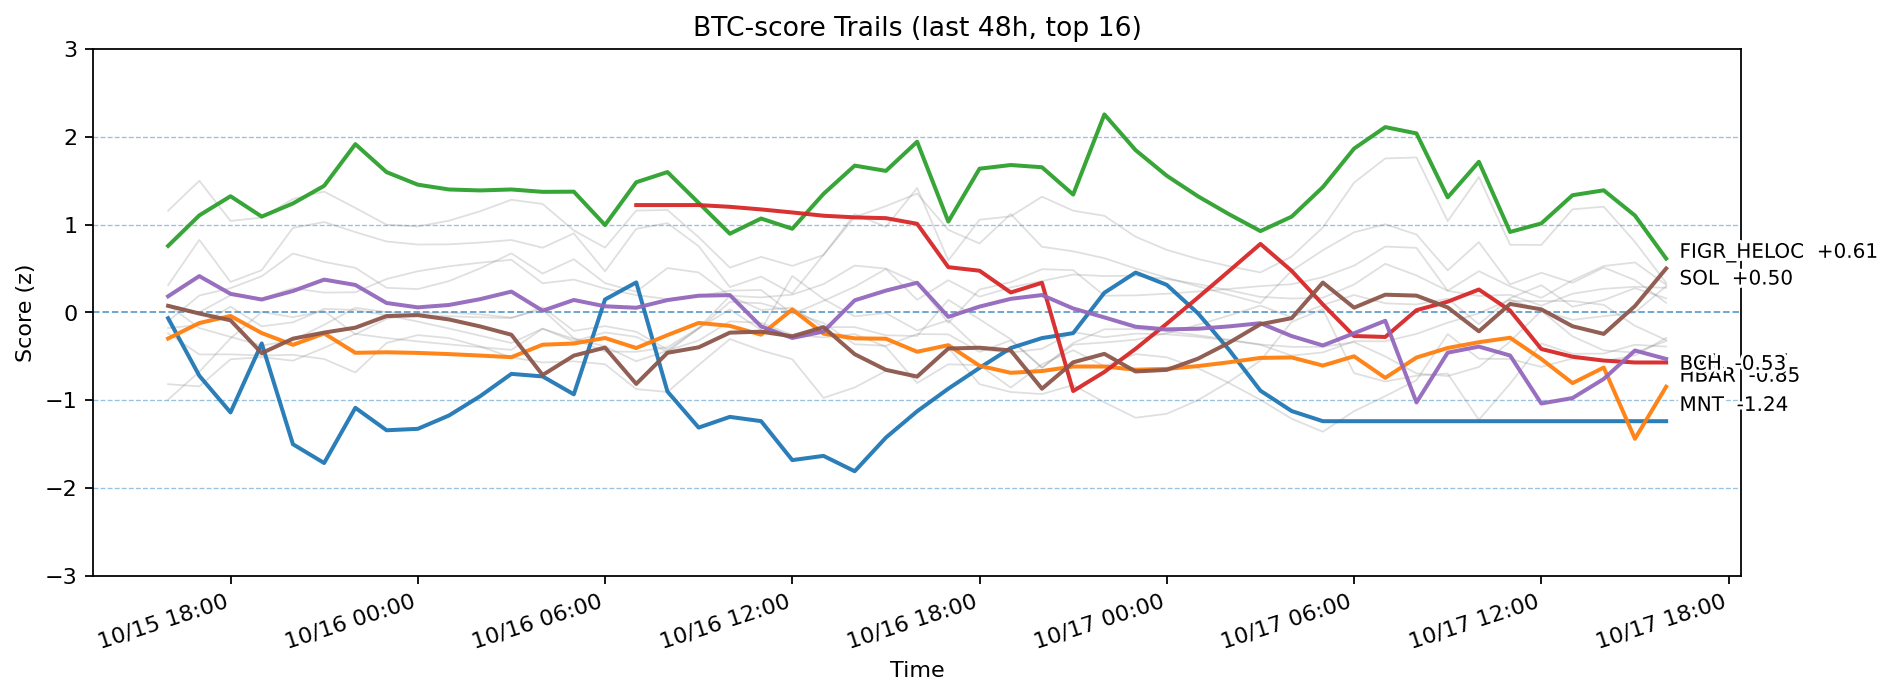 BTC-score Trails (last 48h, top 16)
Score (z)
3
2
1
0
−1
−2
−3
FIGR_HELOC +0.61
SOL +0.50
BCH -0.53
HBAR -0.85
MNT -1.24
10/15 18:00
10/16 00:00
10/16 06:00
10/16 12:00
10/16 18:00
10/17 00:00
10/17 06:00
10/17 12:00
10/17 18:00
Time